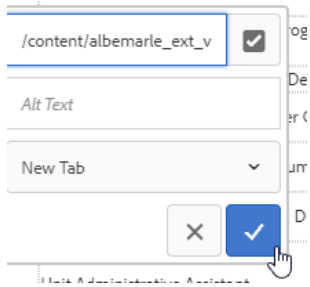 /content/albemarle_ext_v
Alt Text
New Tab
Unit Administrative Assistant